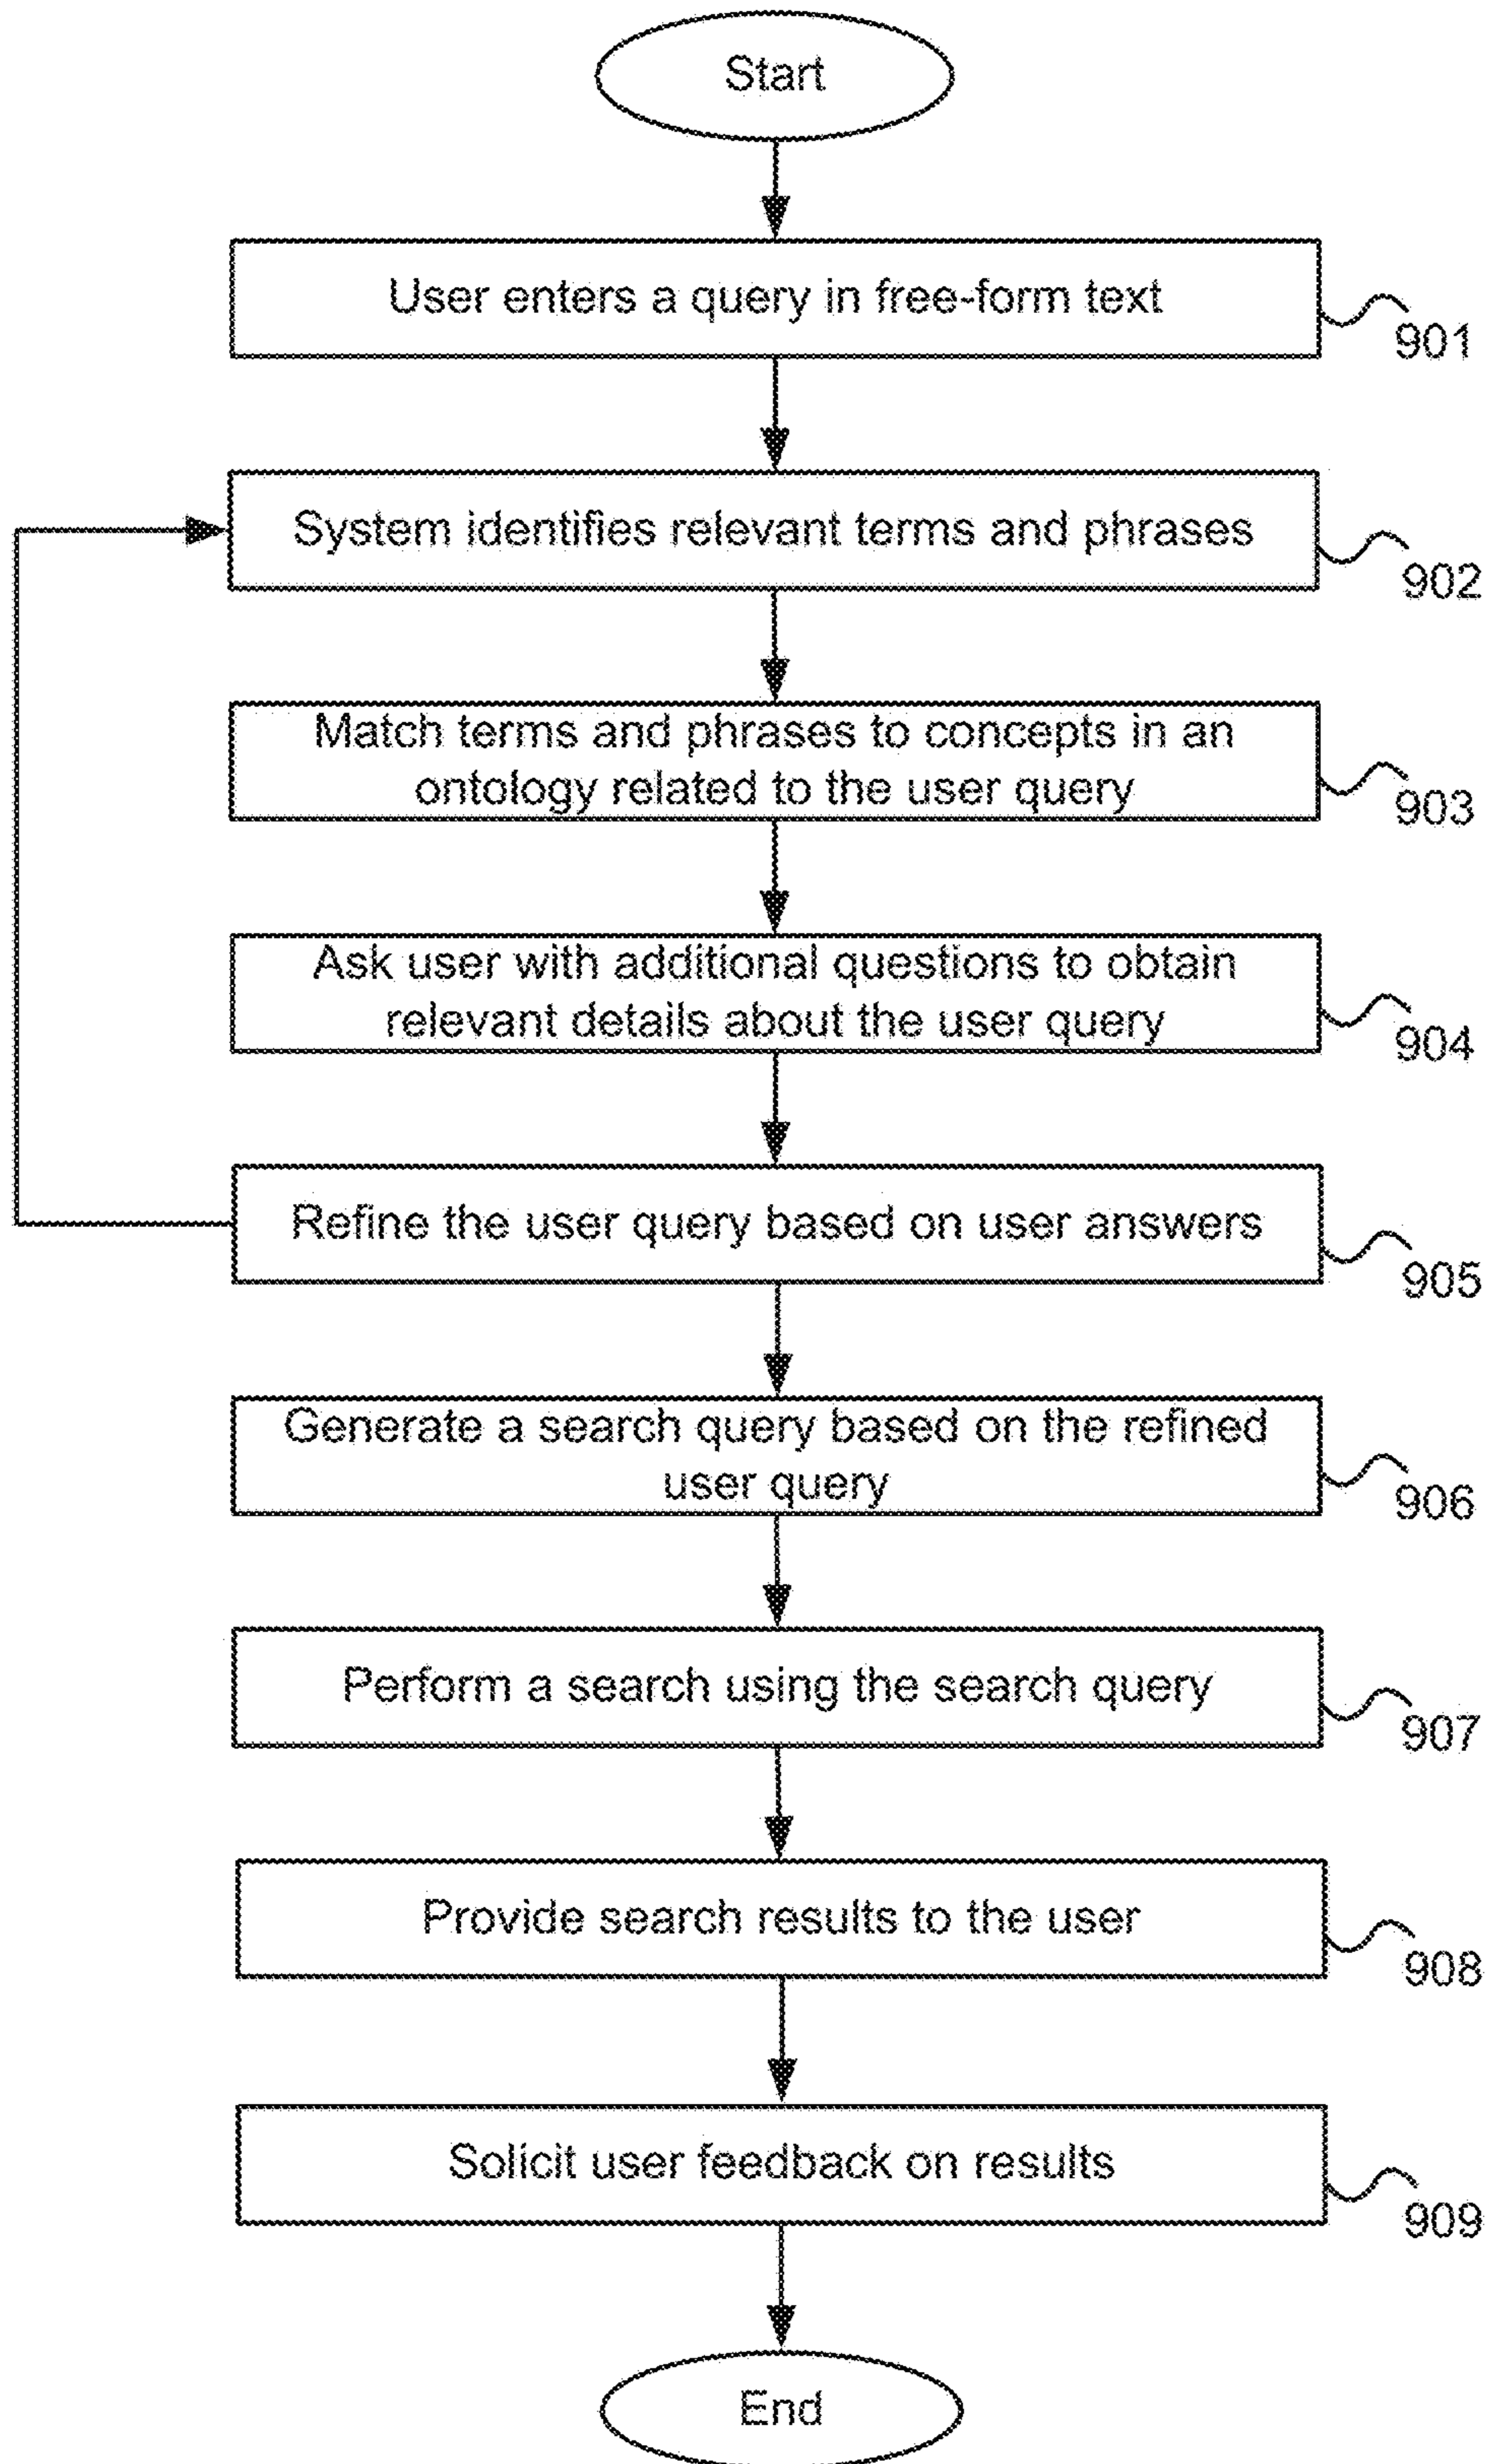 Start
User enters a query in free-form text
901
System identifies relevant terms and phrases
902
Match terms and phrases to concepts in an
ontology related to the user query
903
Ask user with additional questions to obtain
relevant details about the user query
904
Refine the user query based on user answers
905
Generate a search query based on the refined
user query
906
Perform a search using the search query
907
Provide search results to the user
908
Solicit user feedback on results
909
End